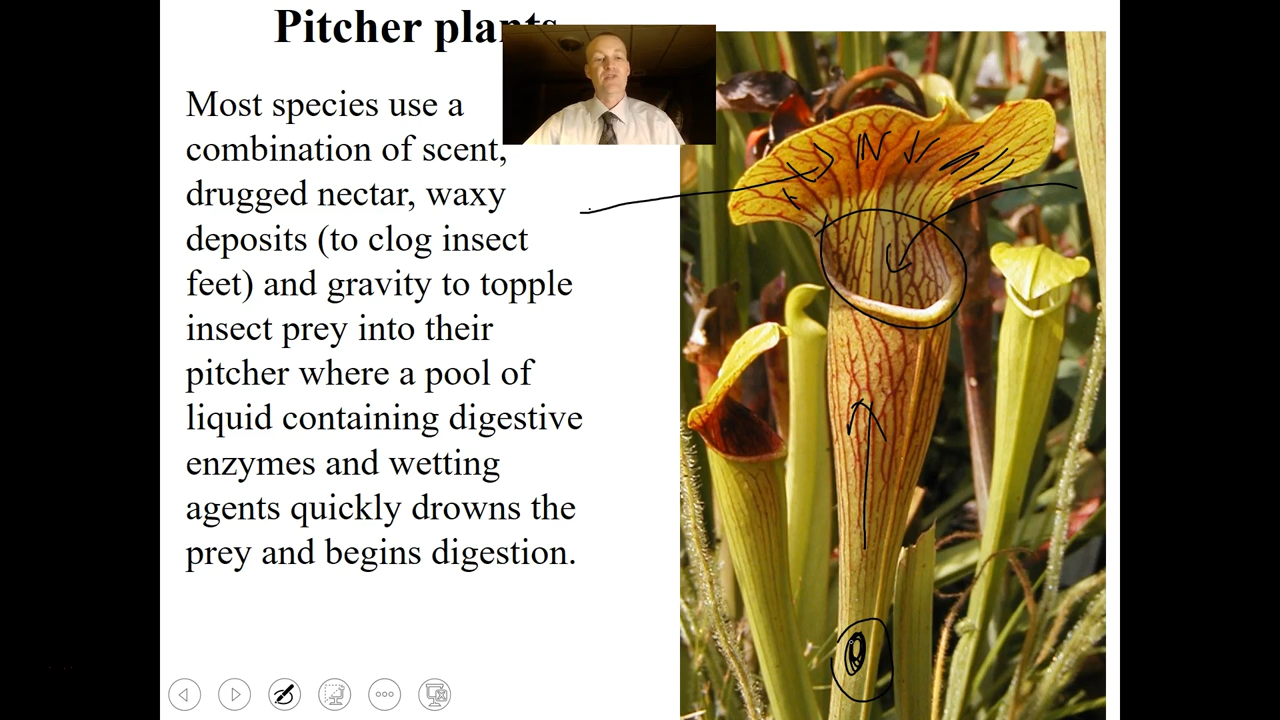 Pitcher plants
Most species use a
combination of scent,
drugged nectar, waxy
deposits (to clog insect
feet) and gravity to topple
insect prey into their
pitcher where a pool of
liquid containing digestive
enzymes and wetting
agents quickly drowns the
prey and begins digestion.